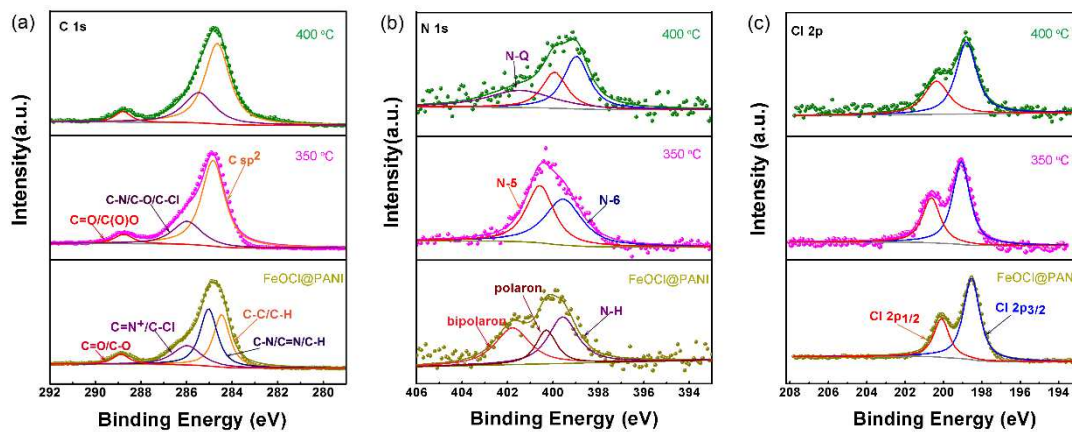 (a)
C 1s
400 °C
350 °C
C sp2
C-N/C-O/C-Cl
C=O/C(O)O
FeOCl@PANI
C=N+/C-Cl
C-C/C-H
C=O/C-O
C-N/C=N/C-H
Intensity(a.u.)
292 290 288 286 284 282 280
Binding Energy (eV)
(b)
N 1s
400 °C
N-Q
350 °C
N-5
N-6
FeOCl@PANI
polaron
N-H
bipolaron
Intensity(a.u.)
406 404 402 400 398 396 394
Binding Energy (eV)
(c)
Cl 2p
400 °C
350 °C
FeOCl@PANI
Cl 2p1/2
Cl 2p3/2
Intensity(a.u.)
208 206 204 202 200 198 196 194
Binding Energy (eV)